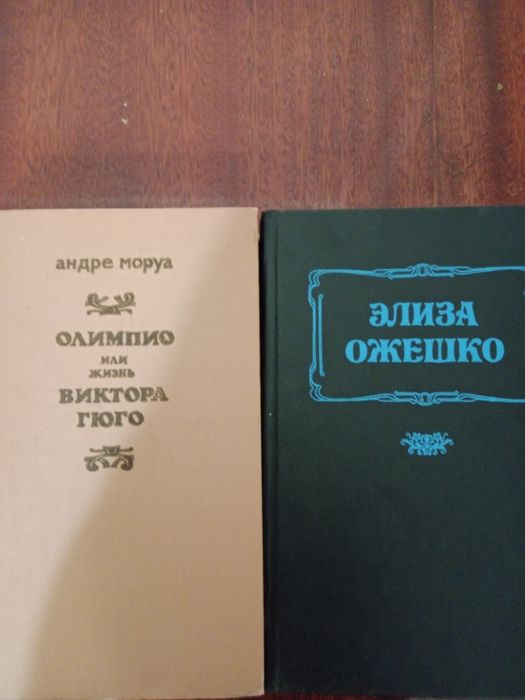 андре моруа
ОЛИМПИО
или
жизнь
ВИКТОРА
ГЮГО
ЭЛИЗА
ОЖЕШКО